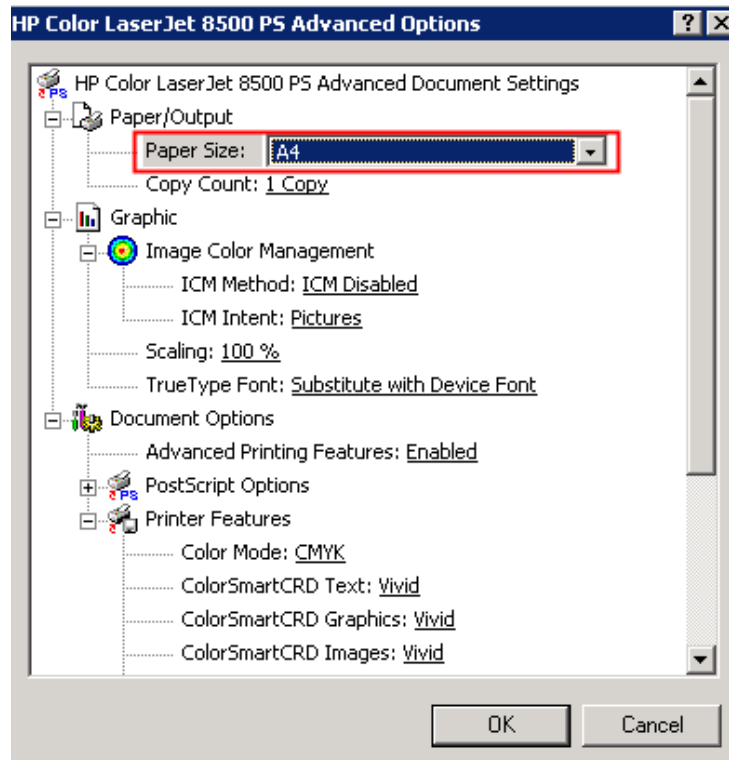 HP Color LaserJet 8500 PS Advanced Options
HP Color LaserJet 8500 PS Advanced Document Settings
Paper/Output
Paper Size: A4
Copy Count: 1 Copy
Graphic
Image Color Management
ICM Method: ICM Disabled
ICM Intent: Pictures
Scaling: 100 %
TrueType Font: Substitute with Device Font
Document Options
Advanced Printing Features: Enabled
PostScript Options
Printer Features
Color Mode: CMYK
ColorSmartCRD Text: Vivid
ColorSmartCRD Graphics: Vivid
ColorSmartCRD Images: Vivid
OK Cancel